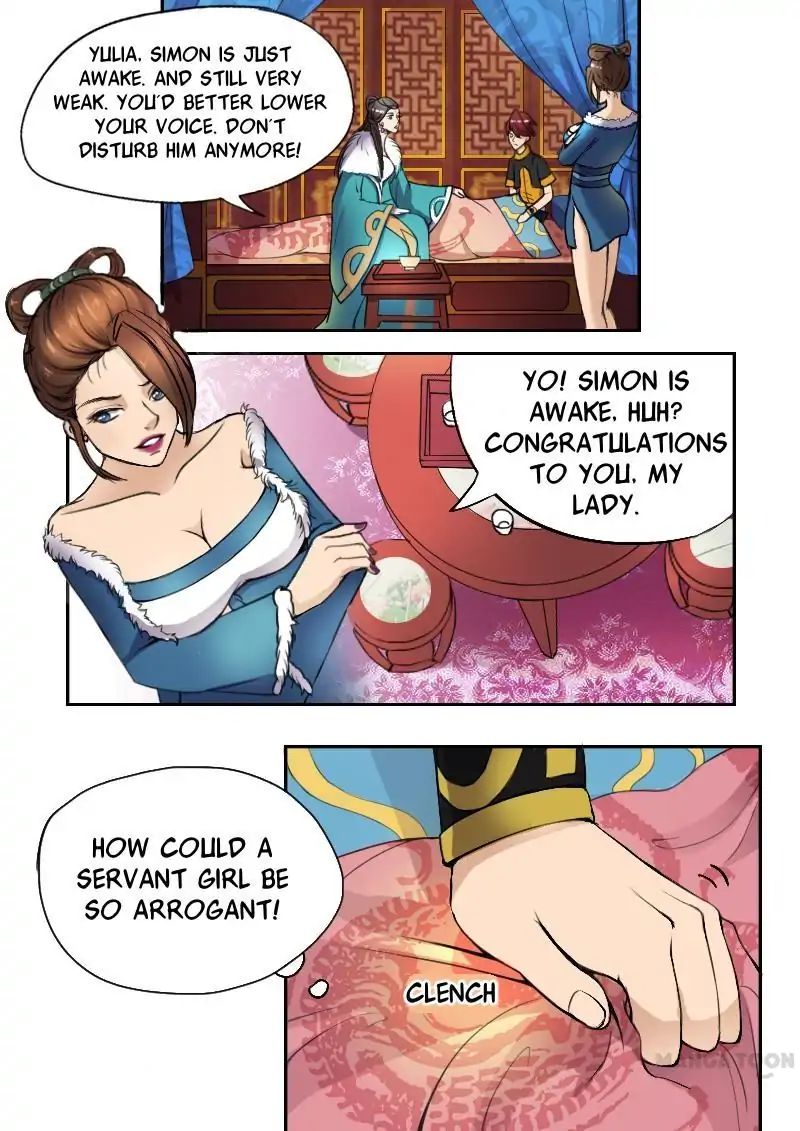 YULIA, SIMON IS JUST
AWAKE, AND STILL VERY
WEAK. YOU'D BETTER LOWER
YOUR VOICE. DON'T
DISTURB HIM ANYMORE!
YO! SIMON IS
AWAKE, HUH?
CONGRATULATIONS
TO YOU, MY
LADY.
HOW COULD A
SERVANT GIRL BE
SO ARROGANT!
CLENCH
MANGATOON